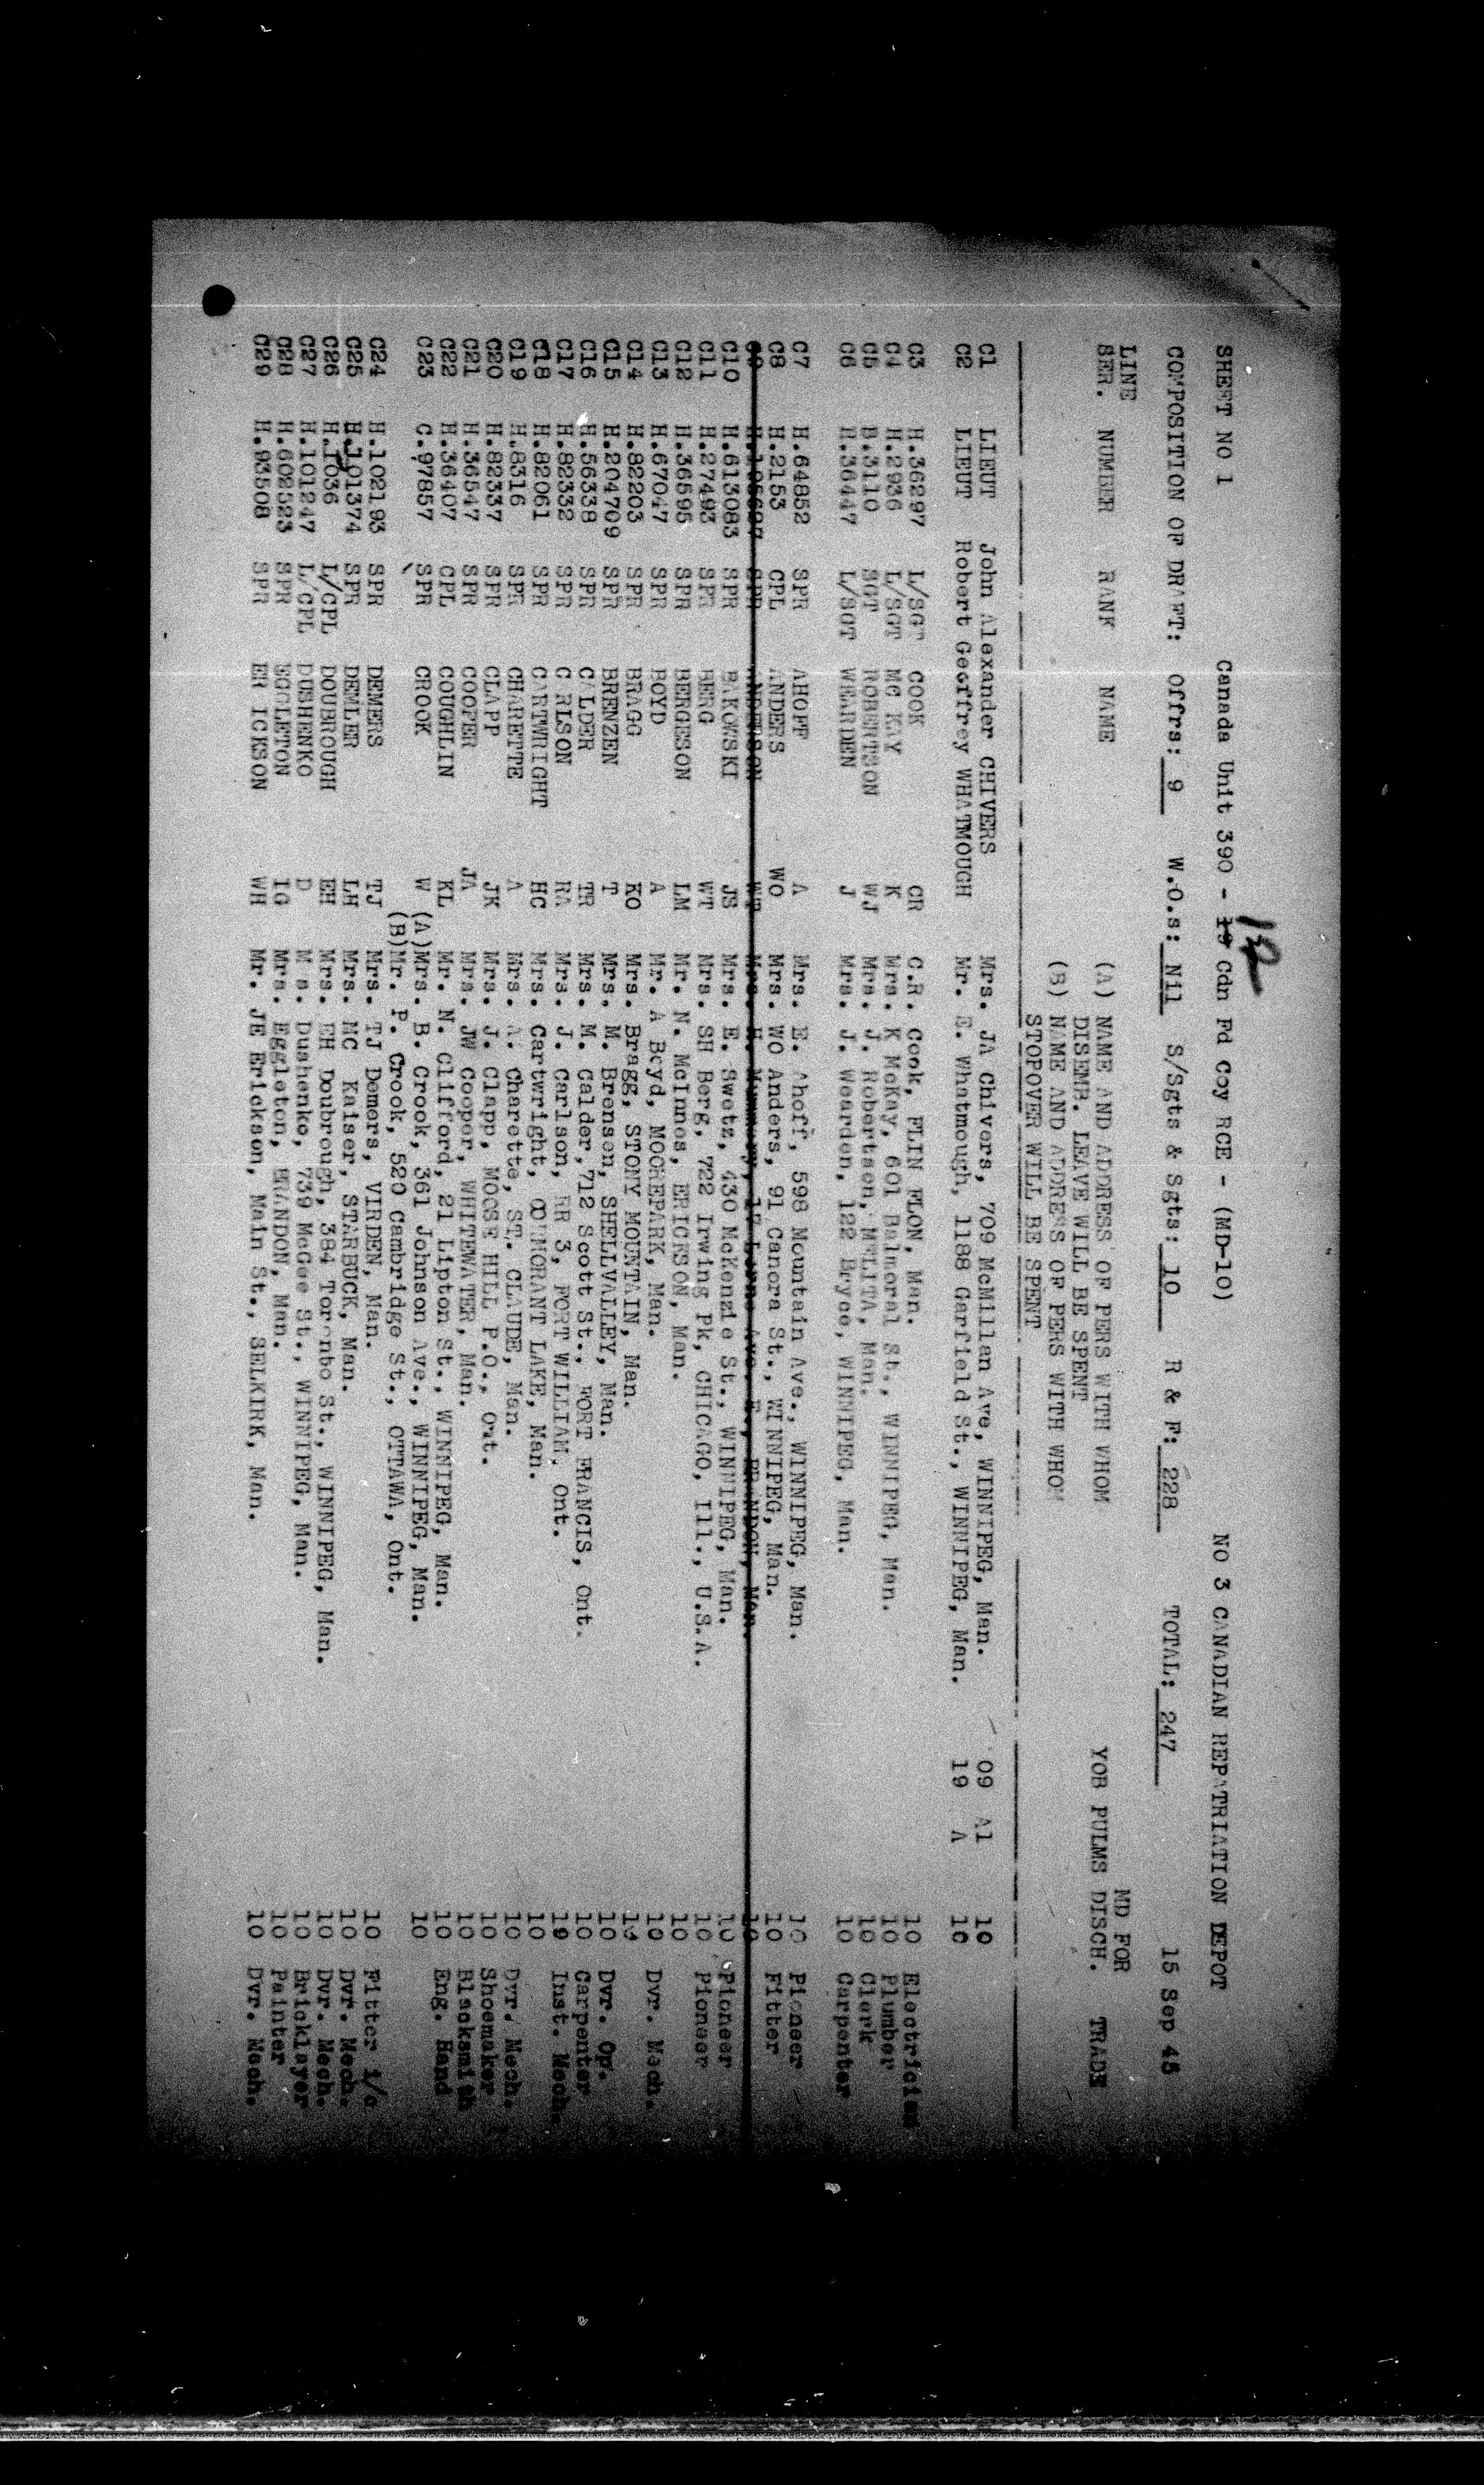 12
SHEET NO 1 Canada Unit 390 - 19 Cdn Fd Coy RCE - (MD-10) NO 3 CANADIAN REPATRIATION DEPOT
COMPOSITION OF DRAFT: Offrs: 9 W.O.s: Nil S/Sgts & Sgts: 10 R & F: 228 TOTAL: 247 15 Sep 45
LINE MD FOR
SER. NUMBER RANK NAME (A) NAME AND ADDRESS OF PERS WITH WHOM YOB PULMS DISCH. TRADE
DISEMB. LEAVE WILL BE SPENT
(B) NAME AND ADDRESS OF PERS WITH WHOM
STOPOVER WILL BE SPENT
C1 LIEUT John Alexander CHIVERS Mrs. JA Chivers, 709 McMillan Ave, WINNIPEG, Man. 09 A1 10
C2 LIEUT Robert Geoffrey WHATMOUGH Mr. E. Whatmough, 1188 Garfield St., WINNIPEG, Man. 19 A 10
C3 H.36297 L/SGT COOK CR C.R. Cook, FLIN FLON, Man. 10 Electrician
C4 H.2936 L/SGT MC KAY K Mrs. K McKay, 601 Balmoral St., WINNIPEG, Man. 10 Plumber
C5 B.3110 SGT ROBERTSON WJ Mrs. J. Robertson, MELITA, Man. 10 Clerk
C6 H.36447 L/SGT WEARDEN J Mrs. J. Wearden, 122 Bryce, WINNIPEG, Man. 10 Carpenter
C7 H.64852 SPR AHOFF A Mrs. E. Ahoff, 598 Mountain Ave., WINNIPEG, Man. 10 Pioneer
C8 H.2153 CPL ANDERS WO Mrs. WO Anders, 91 Canora St., WINNIPEG, Man. 10 Fitter
C9 SPR ANDERSON Mrs. BRANDON, Man. 10
C10 H.613083 SPR BAKOWSKI JS Mrs. E. Swetz, 430 McKenzie St., WINNIPEG, Man. 10 Pioneer
C11 H.27493 SPR BERG WT Mrs. SH Berg, 722 Irwing Pk, CHICAGO, Ill., U.S.A. 10 Pioneer
C12 H.36595 SPR BERGESON LM Mr. N. McInnes, ERICKSON, Man. 10
C13 H.67047 SPR BOYD A Mr. A Boyd, MOOREPARK, Man. 10 Dvr. Mech.
C14 H.82203 SPR BRAGG KO Mrs. Bragg, STONY MOUNTAIN, Man. 10
C15 H.204709 SPR BRENZEN T Mrs. M. Brensen, SHELLVALLEY, Man. 10 Dvr. Op.
C16 H.56338 SPR CALDER TR Mrs. M. Calder, 712 Scott St., FORT FRANCIS, Ont. 10 Carpenter
C17 H.82332 SPR CARLSON RA Mrs. J. Carlson, RR 3, FORT WILLIAM, Ont. 10 Inst. Mech.
C18 H.82061 SPR CARTWRIGHT HC Mrs. Cartwright, CORMORANT LAKE, Man. 10
C19 H.8316 SPR CHARETTE A Mrs. A. Charette, ST. CLAUDE, Man. 10 Dvr. Mech.
C20 H.82337 SPR CLAPP JK Mrs. J. Clapp, MOOSE HILL P.O., Ont. 10 Shoemaker
C21 H.36547 SPR COOPER JA Mrs. JW Cooper, WHITEWATER, Man. 10 Blacksmith
C22 H.36407 CPL COUGHLIN KL Mr. N. Clifford, 21 Lipton St., WINNIPEG, Man. 10 Eng. Hand
C23 C.97857 SPR CROOK W (A)Mrs. B. Crook, 361 Johnson Ave., WINNIPEG, Man. 10
(B)Mr. P. Crook, 520 Cambridge St., OTTAWA, Ont.
C24 H.102193 SPR DEMERS TJ Mrs. TJ Demers, VIRDEN, Man. 10 Fitter i/c
C25 H.101374 SPR DEMLER LH Mrs. MC Kaiser, STARBUCK, Man. 10 Dvr. Mech.
C26 H.1036 L/CPL DOUBROUGH EH Mrs. EH Doubrough, 384 Toronto St., WINNIPEG, Man. 10 Dvr. Mech.
C27 H.101247 L/CPL DUSHENKO D M s. Dushenko, 739 McGee St., WINNIPEG, Man. 10 Bricklayer
C28 H.602523 SPR EGGLETON IG Mrs. Eggleton, BRANDON, Man. 10 Painter
C29 H.93508 SPR ERICKSON WH Mr. JE Erickson, Main St., SELKIRK, Man. 10 Dvr. Mech.